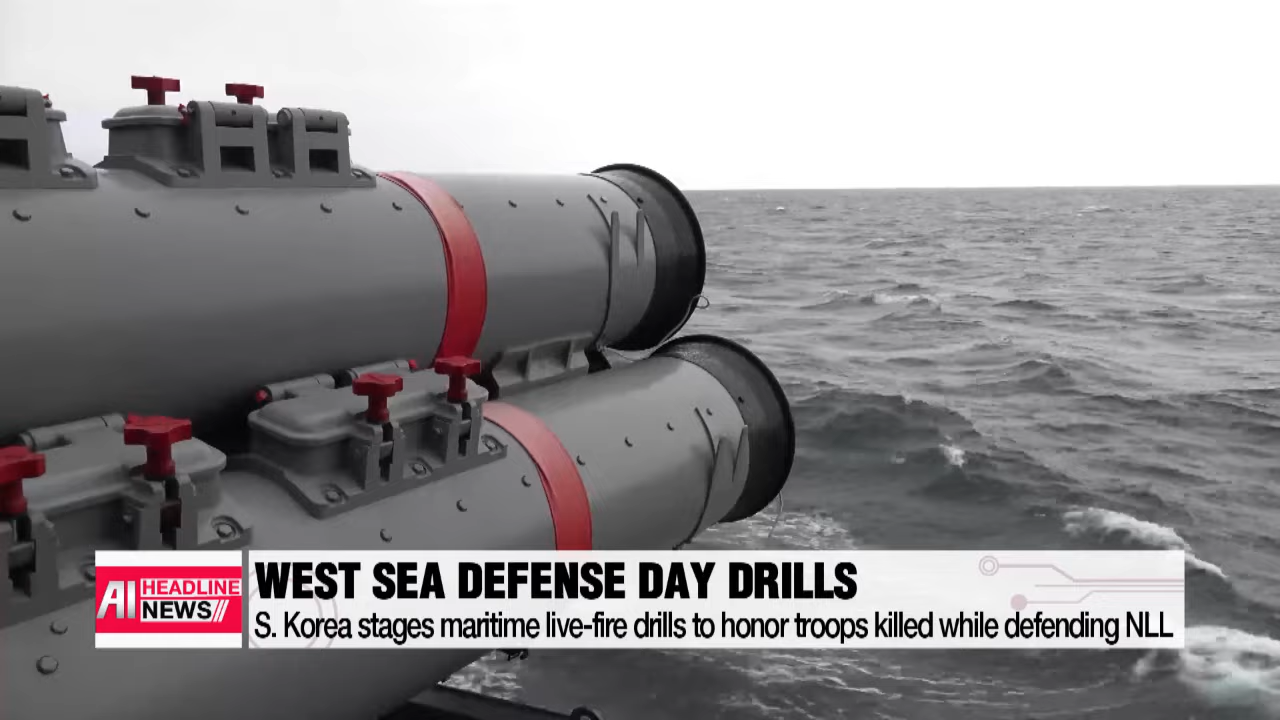 AI HEADLINE
NEWS
WEST SEA DEFENSE DAY DRILLS
S. Korea stages maritime live-fire drills to honor troops killed while defending NLL